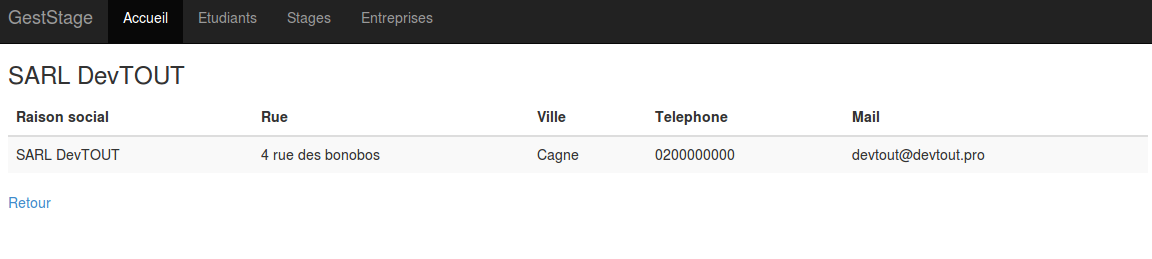 GestStage Accueil Etudiants Stages Entreprises
SARL DevTOUT
Raison social Rue Ville Telephone Mail
SARL DevTOUT 4 rue des bonobos Cagne 0200000000 devtout@devtout.pro
Retour